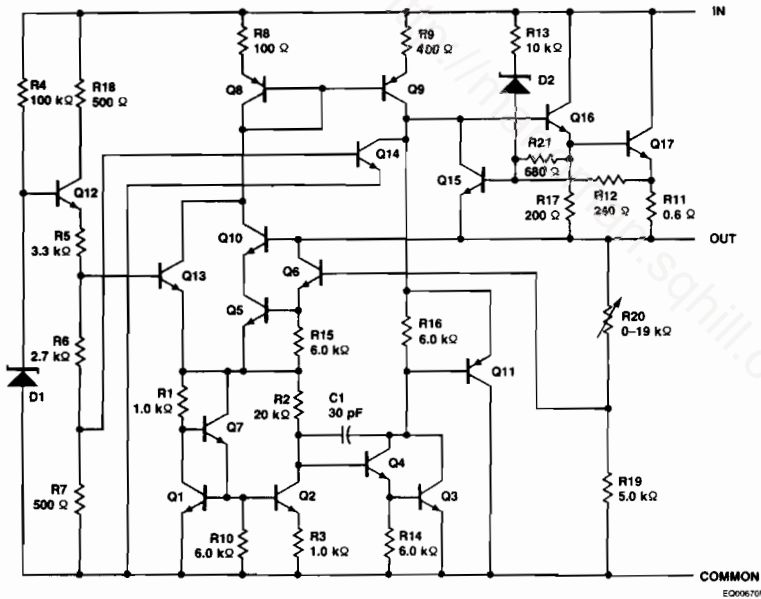 IN
R8
100 Ω
R9
400 Ω
R13
10 kΩ
D2
R4
100 kΩ
R18
500 Ω
Q8
Q9
Q16
Q17
Q14
R21
680 Ω
Q12
Q15
R12
240 Ω
R17
200 Ω
R11
0.6 Ω
R5
3.3 kΩ
Q10
OUT
Q13
Q6
Q5
R20
0–19 kΩ
R6
2.7 kΩ
R15
6.0 kΩ
R16
6.0 kΩ
Q11
D1
R1
1.0 kΩ
R2
20 kΩ
C1
30 pF
Q7
Q4
R7
500 Ω
Q1
Q2
Q3
R19
5.0 kΩ
R10
6.0 kΩ
R3
1.0 kΩ
R14
6.0 kΩ
COMMON